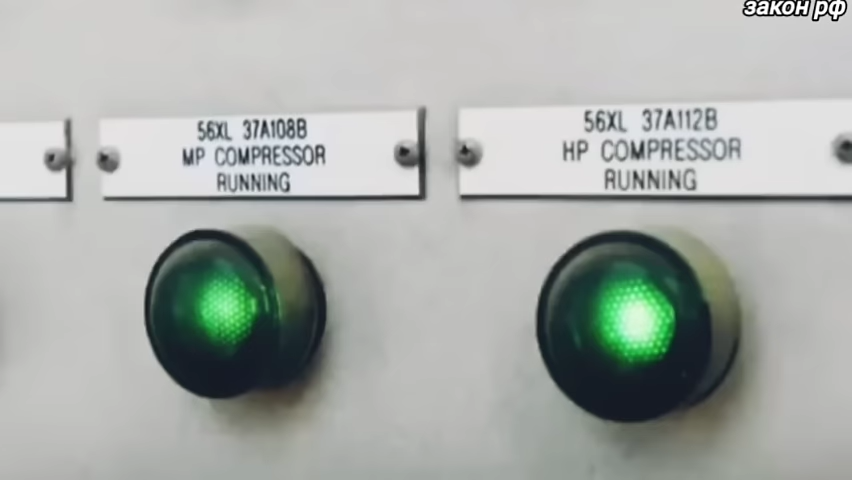 закон рф
56XL 37A108B
MP COMPRESSOR
RUNNING
56XL 37A112B
HP COMPRESSOR
RUNNING